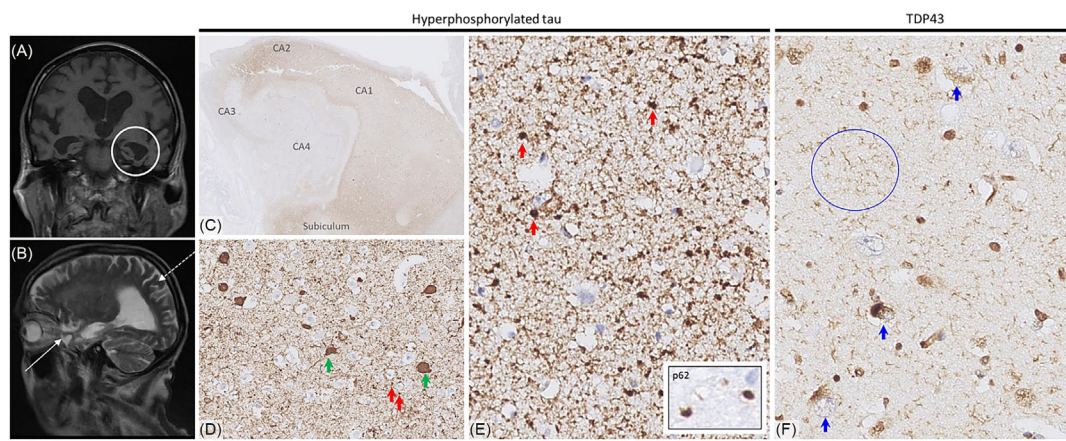 Hyperphosphorylated tau
TDP43
(A)
(B)
CA2
CA1
CA3
CA4
Subiculum
(C)
(D)
(E)
p62
(F)